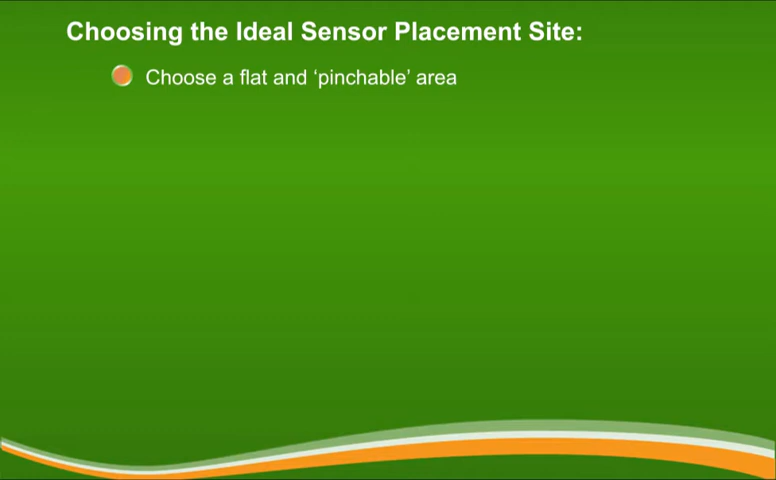 Choosing the Ideal Sensor Placement Site:
Choose a flat and ‘pinchable’ area